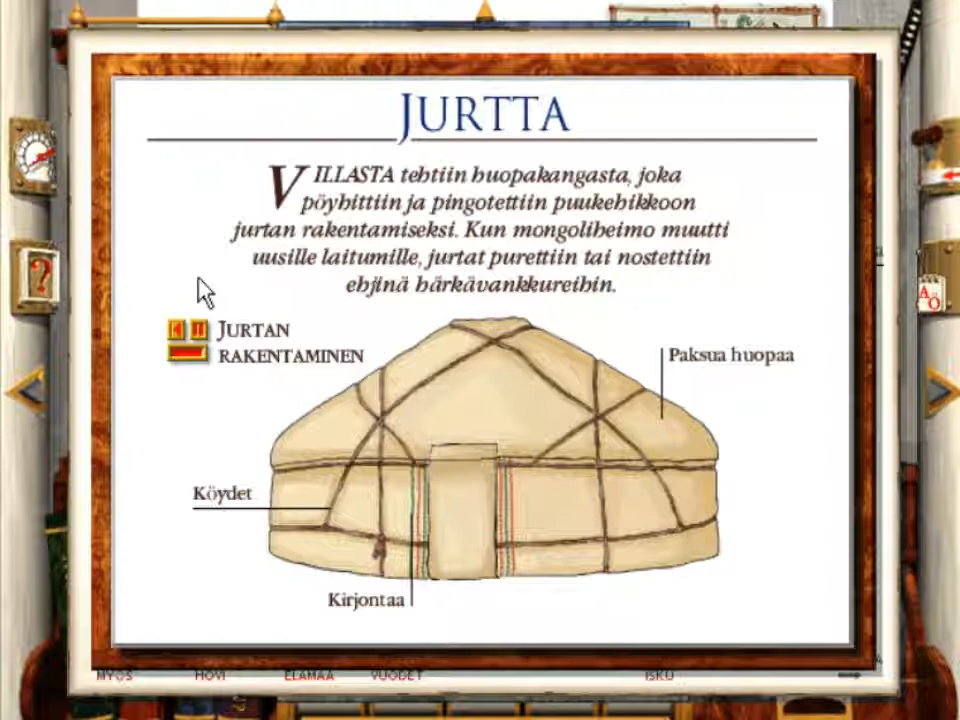 JURTTA
VILLASTA tehtiin huopakangasta, joka
pöyhittiin ja pingotettiin puukehikkoon
jurtan rakentamiseksi. Kun mongoliheimo muutti
uusille laitumille, jurtat purettiin tai nostettiin
ehjinä härkävankkureihin.
JURTAN
RAKENTAMINEN
Paksua huopaa
Köydet
Kirjontaa
MYÖS HOVI ELÄMÄÄ VUODET ISKU